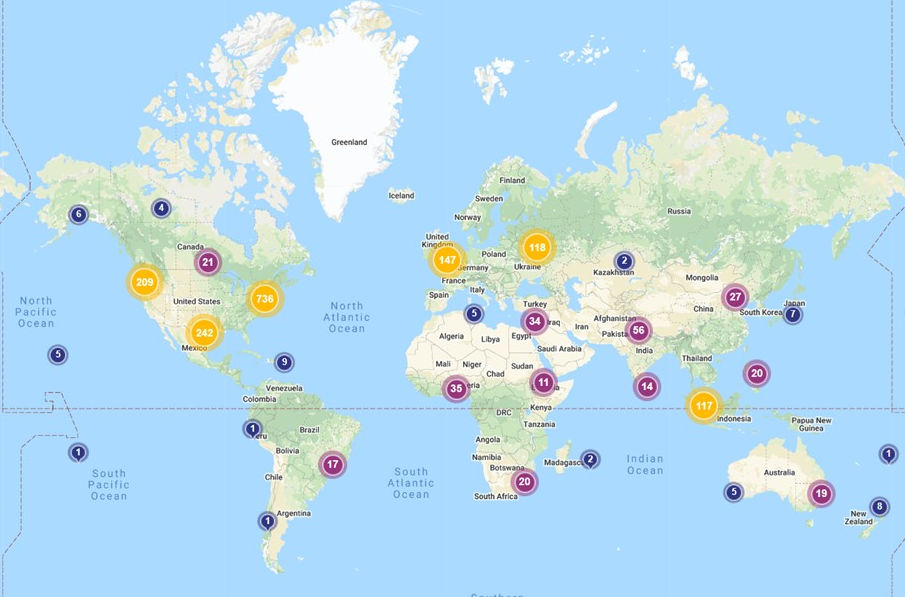 Greenland
Iceland
Finland
Sweden
Norway
Russia
6
4
United
Kingdom
118
Canada
21
147
Poland
Ukraine
2
Kazakhstan
Mongolia
France
209
736
United States
Spain
Italy
Turkey
27
China
Japan
South Korea
7
North
Pacific
Ocean
North
Atlantic
Ocean
5
34
Iran
Afghanistan
56
242
Mexico
Algeria
Libya
Egypt
Saudi Arabia
India
5
9
Mali
Niger
Chad
Sudan
Thailand
20
14
Venezuela
Colombia
35
11
117
Indonesia
DRC
Kenya
Tanzania
Papua New
Guinea
1
Brazil
Angola
1
Bolivia
17
Namibia
Botswana
2
Indian
Ocean
1
South
Pacific
Ocean
South
Atlantic
Ocean
Chile
20
South Africa
Australia
5
19
8
1
Argentina
New
Zealand